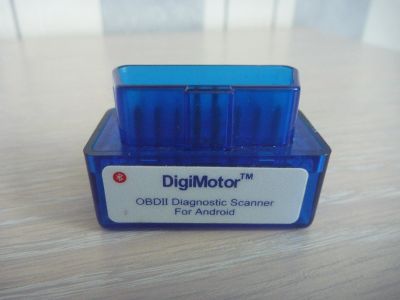 DigiMotor™
OBDII Diagnostic Scanner
For Android